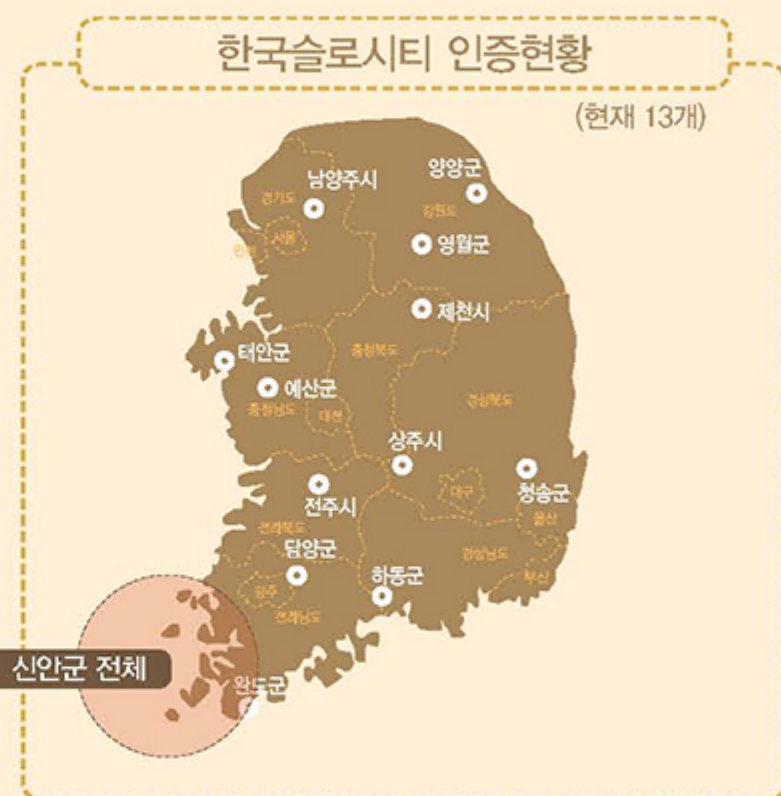 한국슬로시티 인증현황
(현재 13개)
남양주시
양양군
경기도
강원도
서울
인천
영월군
제천시
태안군
충청북도
예산군
충청남도
대전
경상북도
상주시
청송군
대구
전주시
울산
전라북도
담양군
경상남도
하동군
부산
광주
전라남도
신안군 전체
완도군